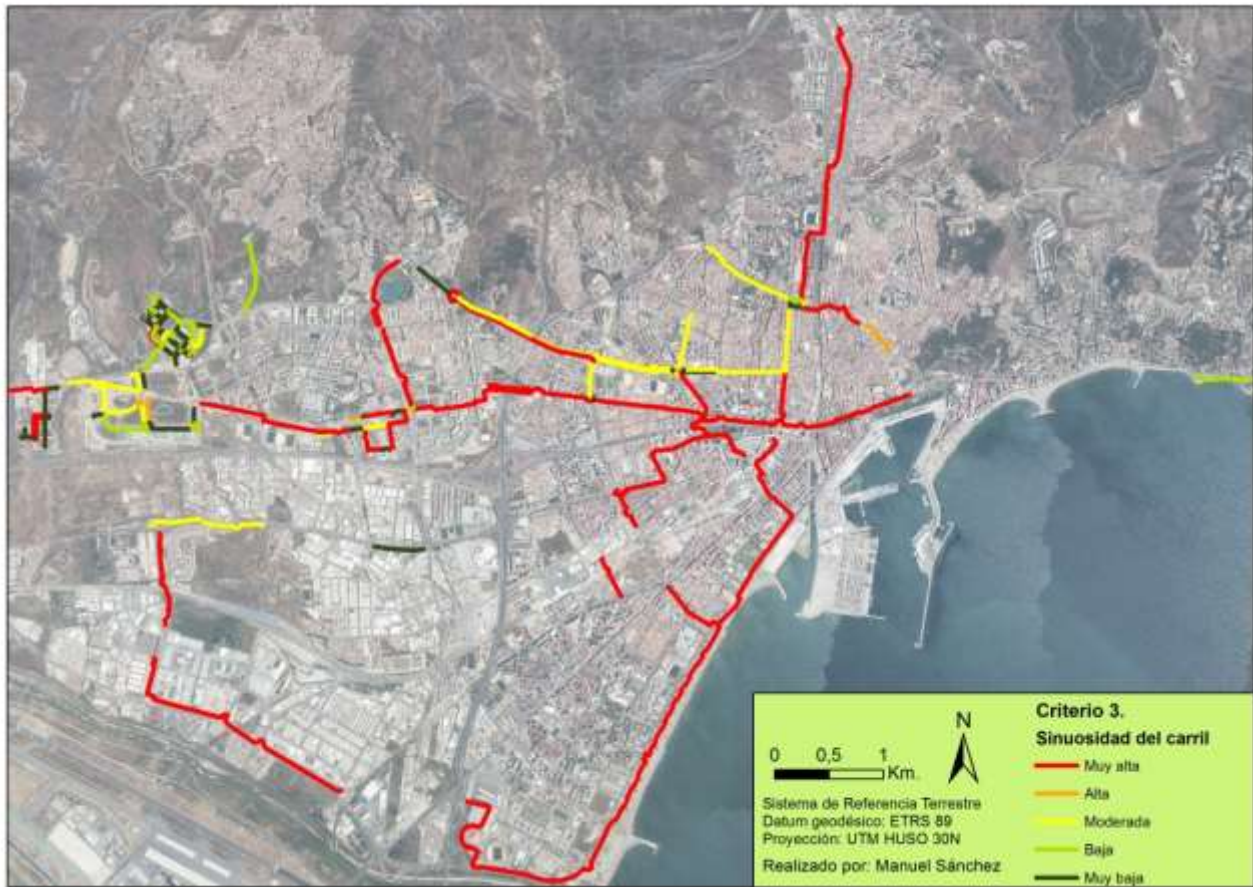 0 0,5 1
Km.
N
Sistema de Referencia Terrestre
Datum geodésico: ETRS 89
Proyección: UTM HUSO 30N
Realizado por: Manuel Sánchez
Criterio 3.
Sinuosidad del carril
Muy alta
Alta
Moderada
Baja
Muy baja